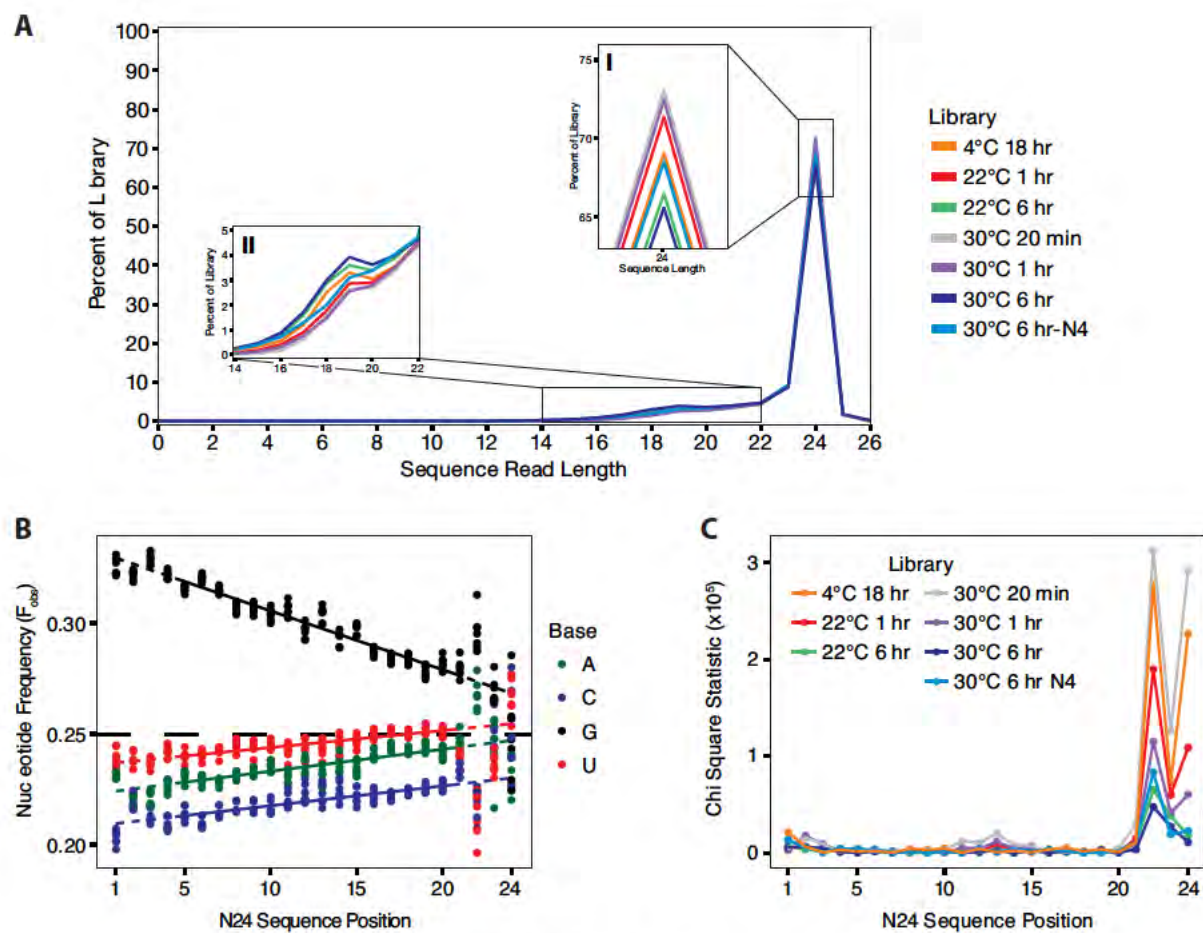 A
100
90
80
70
60
50
40
30
20
10
0
Percent of L brary
0 2 4 6 8 10 12 14 16 18 20 22 24 26
Sequence Read Length
I
75
70
65
Percent of Library
24
Sequence Length
II
5
4
3
2
1
0
Percent of Library
14 16 18 20 22
Library
4°C 18 hr
22°C 1 hr
22°C 6 hr
30°C 20 min
30°C 1 hr
30°C 6 hr
30°C 6 hr-N4
B
0.30
0.25
0.20
Nuc eotide Frequency (Fobs)
1 5 10 15 20 24
N24 Sequence Position
Base
A
C
G
U
C
3
2
1
0
Chi Square Statistic (x10⁵)
Library
4°C 18 hr 30°C 20 min
22°C 1 hr 30°C 1 hr
22°C 6 hr 30°C 6 hr
30°C 6 hr N4
1 5 10 15 20 24
N24 Sequence Position